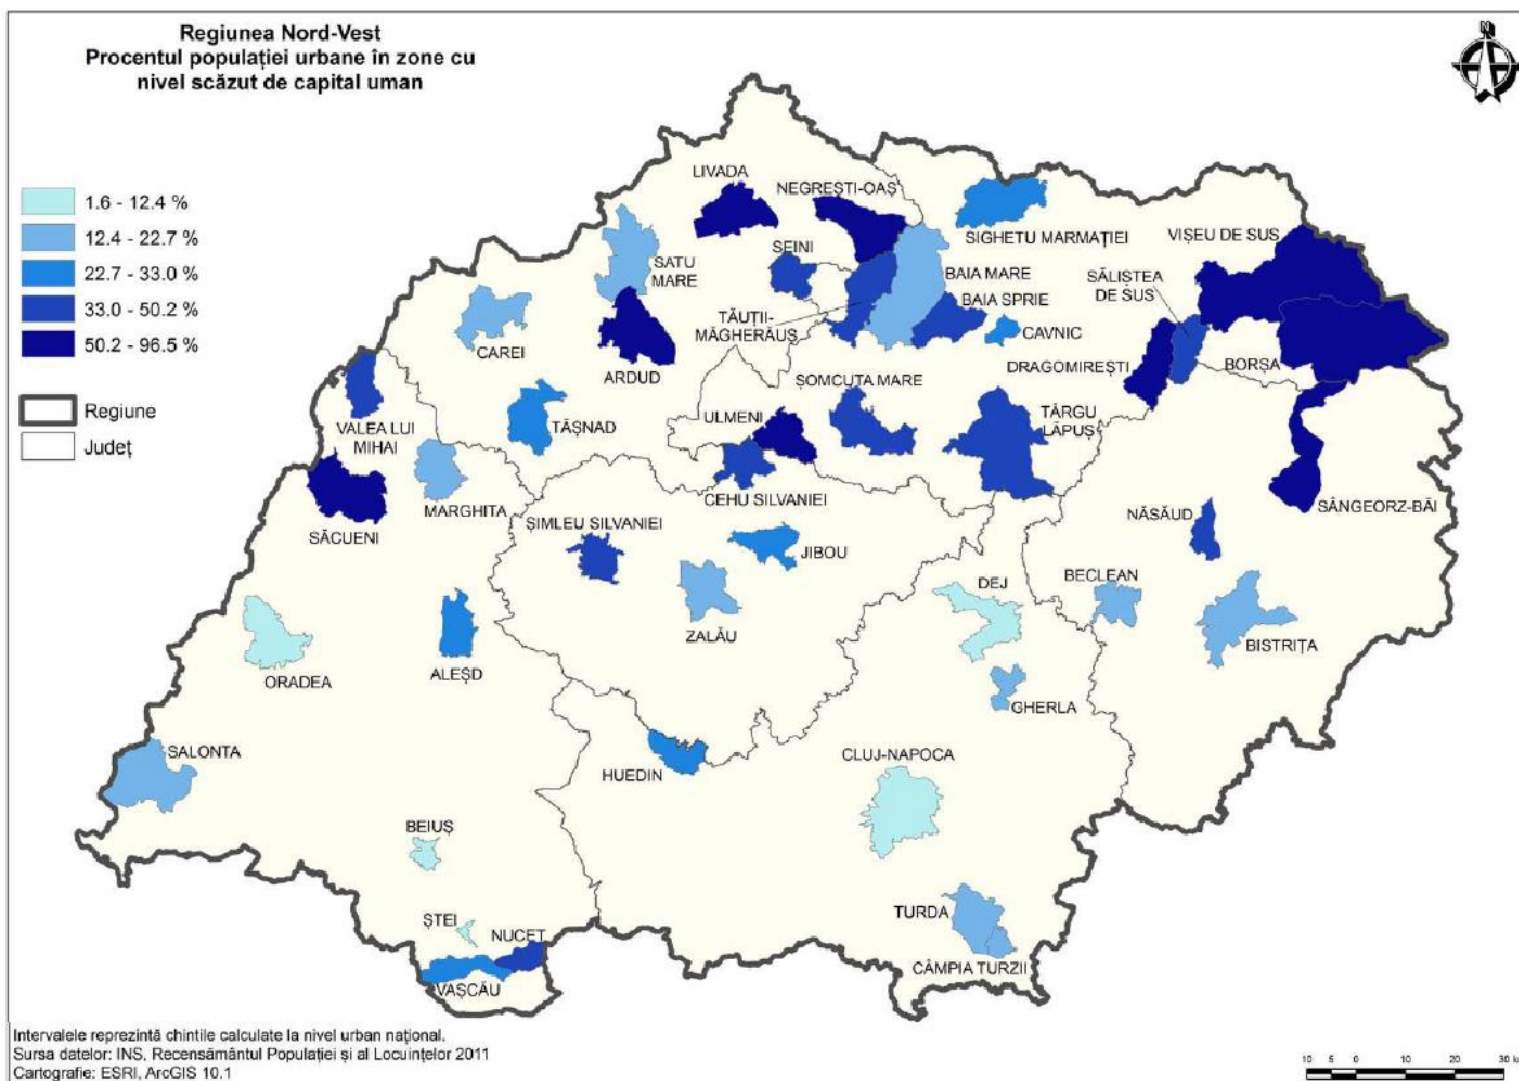 Regiunea Nord-Vest
Procentul populației urbane în zone cu
nivel scăzut de capital uman
N
1.6 - 12.4 %
12.4 - 22.7 %
22.7 - 33.0 %
33.0 - 50.2 %
50.2 - 96.5 %
Regiune
Județ
LIVADA
NEGREȘTI-OAȘ
SIGHETU MARMAȚIEI
VIȘEU DE SUS
SEINI
SATU
MARE
BAIA MARE
SĂLIȘTEA
DE SUS
BAIA SPRIE
TĂUȚII-
MĂGHERĂUȘ
CAVNIC
CAREI
ARDUD
DRAGOMIREȘTI
BORȘA
ȘOMCUTA MARE
ULMENI
TÂRGU
LĂPUȘ
VALEA LUI
MIHAI
TĂȘNAD
MARGHITA
CEHU SILVANIEI
SÂNGEORZ-BĂI
SĂCUENI
ȘIMLEU SILVANIEI
NĂSĂUD
JIBOU
DEJ
BECLEAN
ZALĂU
BISTRIȚA
ORADEA
ALEȘD
GHERLA
SALONTA
HUEDIN
CLUJ-NAPOCA
BEIUȘ
ȘTEI
NUCET
TURDA
VAȘCĂU
CÂMPIA TURZII
Intervalele reprezintă chintile calculate la nivel urban național.
Sursa datelor: INS, Recensământul Populației și al Locuințelor 2011
Cartografie: ESRI, ArcGIS 10.1
10 5 0 10 20 30